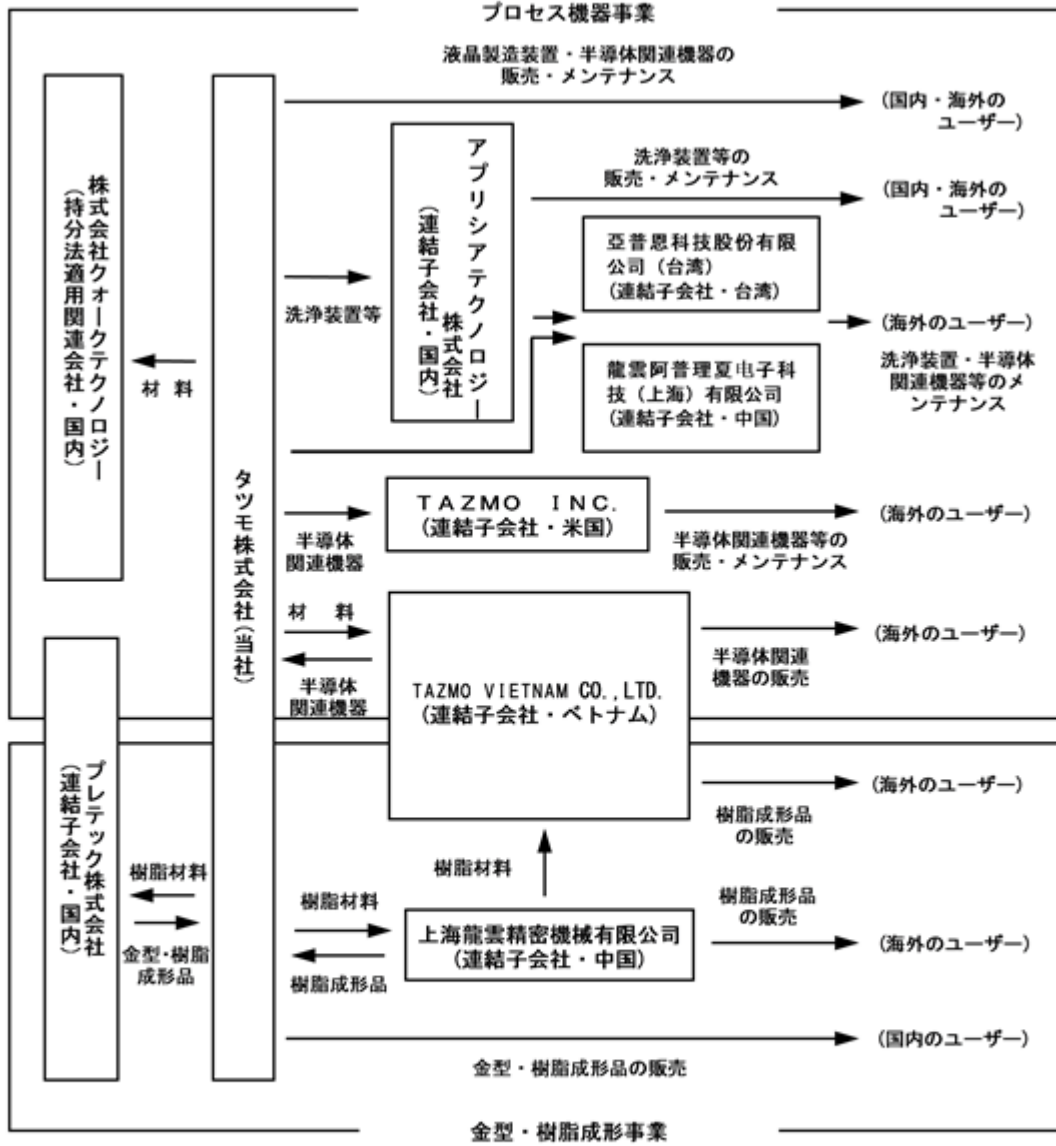 プロセス機器事業
液晶製造装置・半導体関連機器の
販売・メンテナンス
(国内・海外の
ユーザー)
株式会社クォークテクノロジー
(持分法適用関連会社・国内)
材 料
タツモ株式会社(当社)
洗浄装置等
アプリシアテクノロジー
株式会社
(連結子会社・国内)
洗浄装置等の
販売・メンテナンス
(国内・海外の
ユーザー)
亞普恩科技股份有限
公司(台湾)
(連結子会社・台湾)
龍雲阿普理夏电子科
技(上海)有限公司
(連結子会社・中国)
(海外のユーザー)
洗浄装置・半導体
関連機器等のメ
ンテナンス
半導体
関連機器
TAZMO INC.
(連結子会社・米国)
半導体関連機器等の
販売・メンテナンス
(海外のユーザー)
材 料
半導体
関連機器
TAZMO VIETNAM CO.,LTD.
(連結子会社・ベトナム)
半導体関連
機器の販売
(海外のユーザー)
樹脂成形品
の販売
(海外のユーザー)
プレテック株式会社
(連結子会社・国内)
樹脂材料
金型・樹脂
成形品
樹脂材料
樹脂成形品
樹脂材料
上海龍雲精密機械有限公司
(連結子会社・中国)
樹脂成形品
の販売
(海外のユーザー)
金型・樹脂成形品の販売
(国内のユーザー)
金型・樹脂成形事業